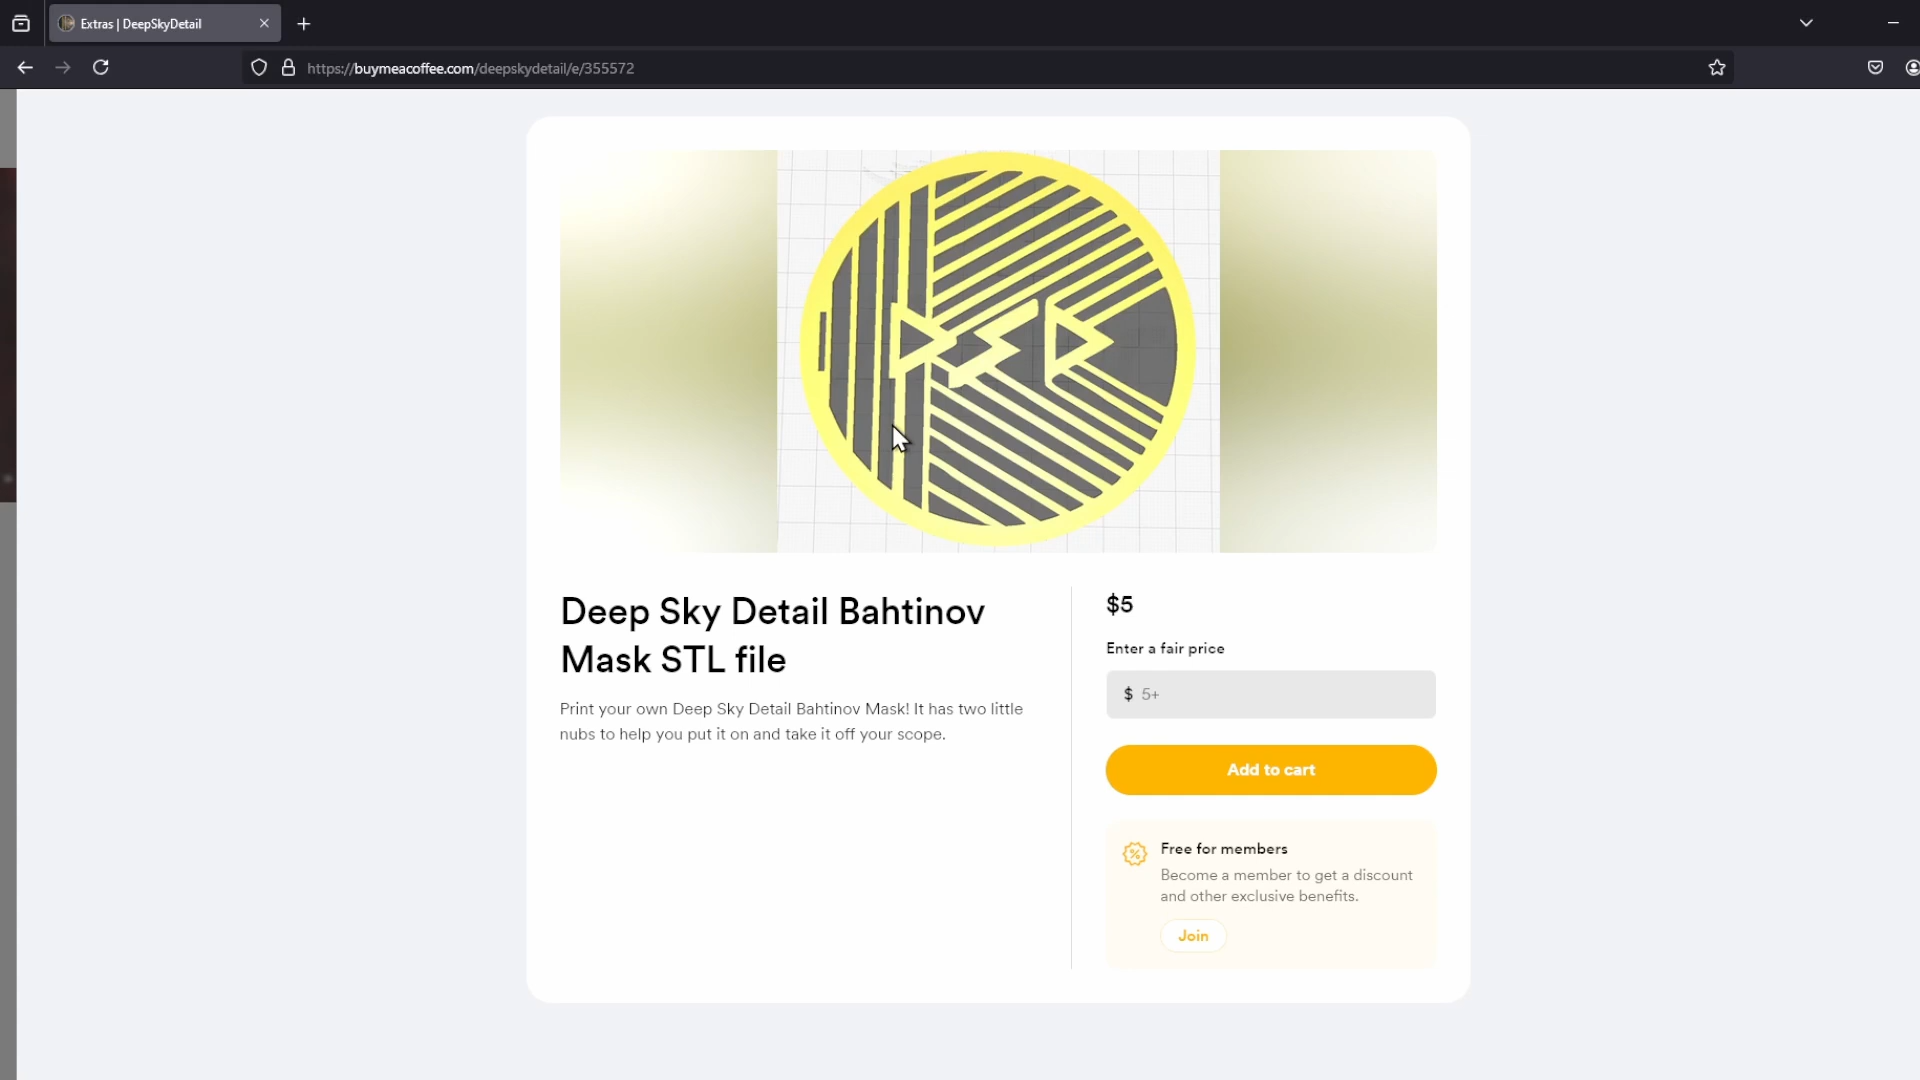 Extras | DeepSkyDetail
https://buymeacoffee.com/deepskydetail/e/355572
DSD
Deep Sky Detail Bahtinov
Mask STL file
Print your own Deep Sky Detail Bahtinov Mask! It has two little
nubs to help you put it on and take it off your scope.
$5
Enter a fair price
$ 5+
Add to cart
Free for members
Become a member to get a discount
and other exclusive benefits.
Join